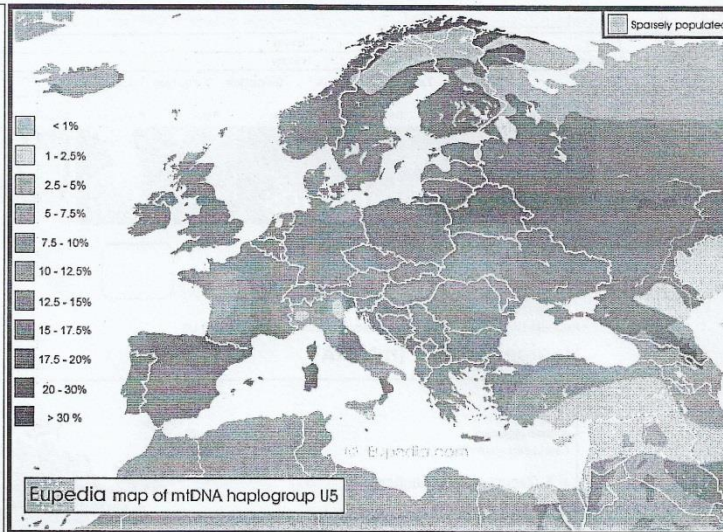 Sparsely populated
< 1%
1 - 2.5%
2.5 - 5%
5 - 7.5%
7.5 - 10%
10 - 12.5%
12.5 - 15%
15 - 17.5%
17.5 - 20%
20 - 30%
> 30 %
Eupedia.com
Eupedia map of mtDNA haplogroup U5